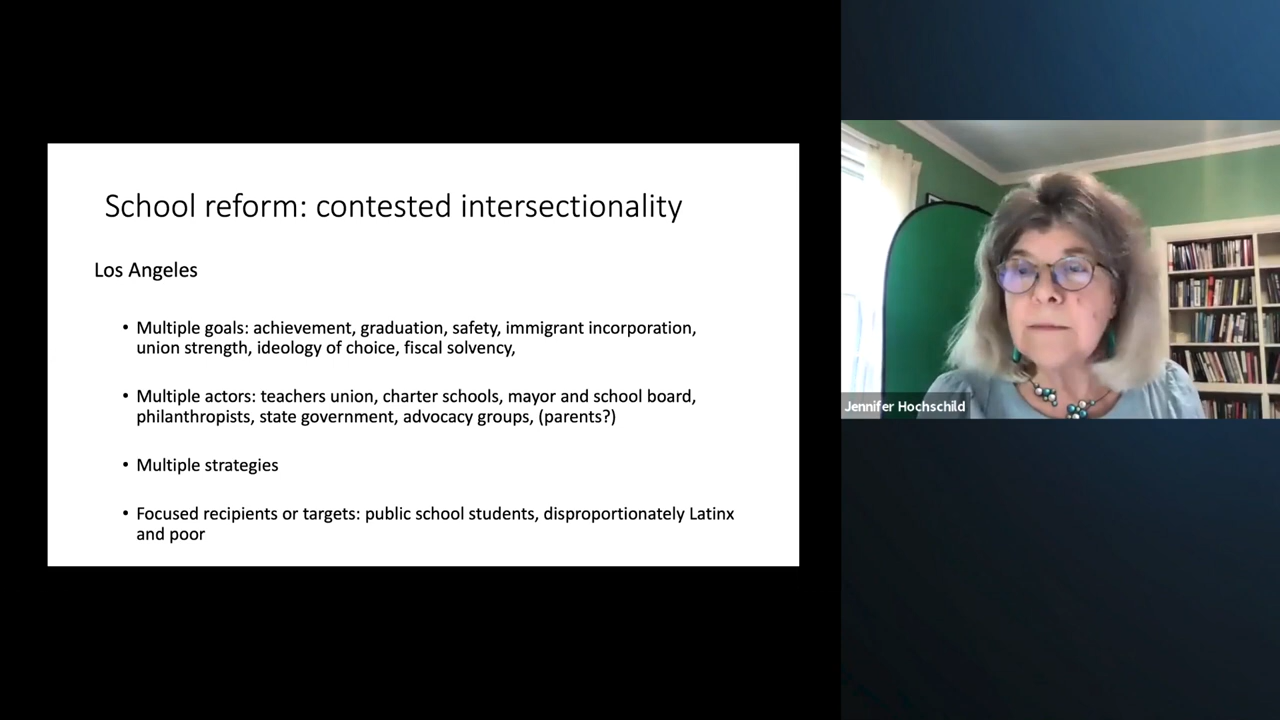 School reform: contested intersectionality
Los Angeles
• Multiple goals: achievement, graduation, safety, immigrant incorporation,
union strength, ideology of choice, fiscal solvency,
• Multiple actors: teachers union, charter schools, mayor and school board,
philanthropists, state government, advocacy groups, (parents?)
• Multiple strategies
• Focused recipients or targets: public school students, disproportionately Latinx
and poor
Jennifer Hochschild